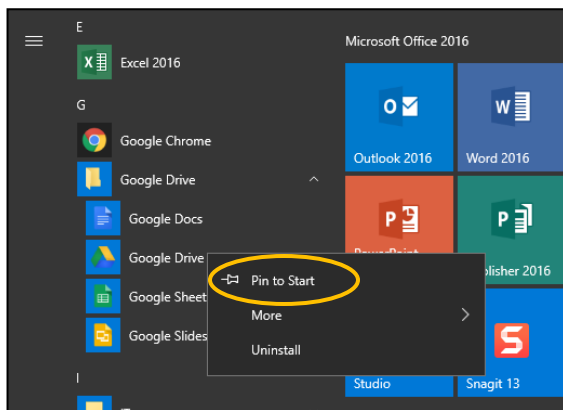 E
Excel 2016
G
Google Chrome
Google Drive
Google Docs
Google Drive
Google Sheet
Google Slides
I
Microsoft Office 2016
Outlook 2016
Word 2016
PowerPoint
blisher 2016
Pin to Start
More
Uninstall
Studio
Snagit 13